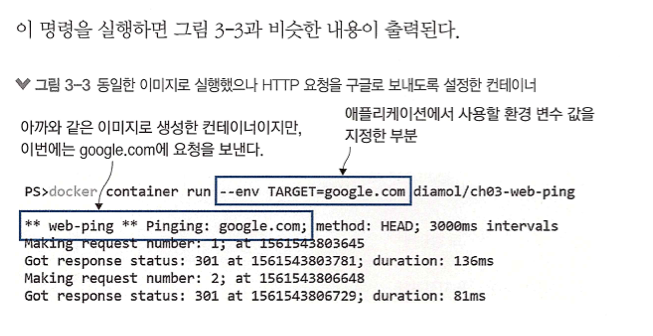 이 명령을 실행하면 그림 3-3과 비슷한 내용이 출력된다.
그림 3-3 동일한 이미지로 실행했으나 HTTP 요청을 구글로 보내도록 설정한 컨테이너
아까와 같은 이미지로 생성한 컨테이너이지만,
이번에는 google.com에 요청을 보낸다.
애플리케이션에서 사용할 환경 변수 값을
지정한 부분
PS>docker container run --env TARGET=google.com diamol/ch03-web-ping
** web-ping ** Pinging: google.com; method: HEAD; 3000ms intervals
Making request number: 1; at 1561543803645
Got response status: 301 at 1561543803781; duration: 136ms
Making request number: 2; at 1561543806648
Got response status: 301 at 1561543806729; duration: 81ms